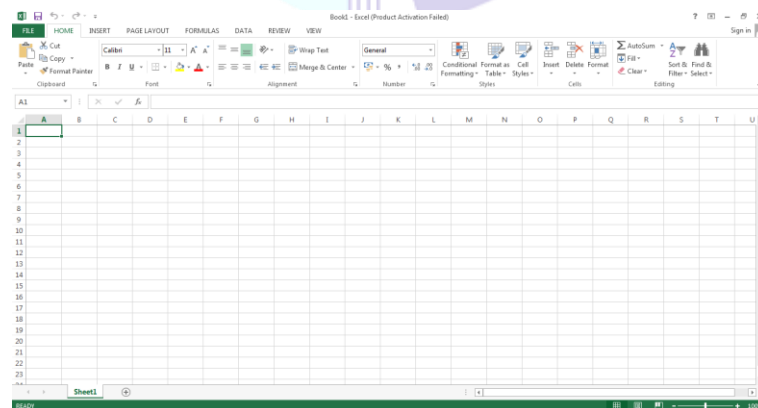 Book1 - Excel (Product Activation Failed)
FILE HOME INSERT PAGE LAYOUT FORMULAS DATA REVIEW VIEW Sign in
Cut
Copy
Format Painter
Paste
Clipboard
Calibri 11
B I U
Font
Wrap Text
Merge & Center
Alignment
General
%
Number
Conditional Formatting
Format as Table
Cell Styles
Styles
Insert Delete Format
Cells
AutoSum
Fill
Clear
Sort & Filter
Find & Select
Editing
A1 fx
A B C D E F G H I J K L M N O P Q R S T U
1
2
3
4
5
6
7
8
9
10
11
12
13
14
15
16
17
18
19
20
21
22
23
Sheet1
READY